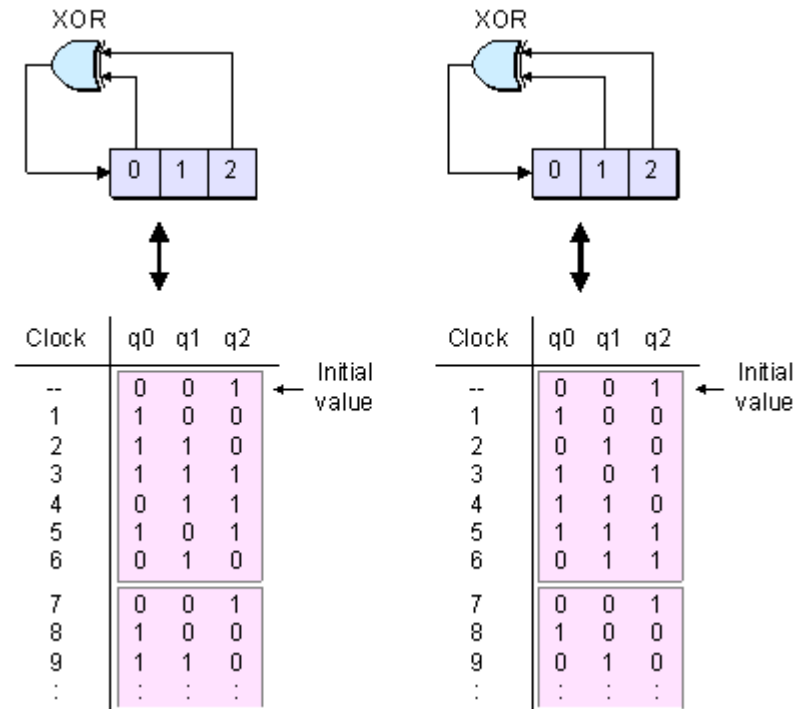 XOR
0 1 2
Clock q0 q1 q2
-- 0 0 1 Initial value
1 1 0 0
2 1 1 0
3 1 1 1
4 0 1 1
5 1 0 1
6 0 1 0
7 0 0 1
8 1 0 0
9 1 1 0
: : : :
XOR
0 1 2
Clock q0 q1 q2
-- 0 0 1 Initial value
1 1 0 0
2 0 1 0
3 1 0 1
4 1 1 0
5 1 1 1
6 0 1 1
7 0 0 1
8 1 0 0
9 0 1 0
: : : :